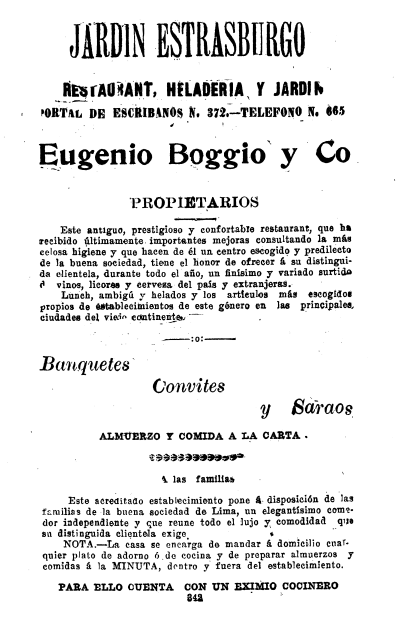 JARDIN ESTRASBURGO
RESTAURANT, HELADERIA Y JARDIN
PORTAL DE ESCRIBANOS N. 372.—TELEFONO N. 665
Eugenio Boggio y Co
PROPIETARIOS
Este antiguo, prestigioso y confortable restaurant, que ha
recibido últimamente importantes mejoras consultando la más
celosa higiene y que hacen de él un centro escogido y predilecto
de la buena sociedad, tiene el honor de ofrecer á su distingui-
da clientela, durante todo el año, un finísimo y variado surtido
d vinos, licores y cerveza del país y extranjeras.
Lunch, ambigú y helados y los artículos más escogidos
propios de establecimientos de este género en las principales
ciudades del viejo continente.
—:o:—
Banquetes
Convites
y Saraos
ALMUERZO Y COMIDA A LA CARTA.
A las familias
Este acreditado establecimiento pone á disposición de las
familias de la buena sociedad de Lima, un elegantísimo come-
dor independiente y que reune todo el lujo y comodidad que
su distinguida clientela exige.
NOTA.—La casa se encarga de mandar á domicilio cual-
quier plato de adorno ó de cocina y de preparar almuerzos y
comidas á la MINUTA, dentro y fuera del establecimiento.
PARA ELLO CUENTA CON UN EXIMIO COCINERO
342